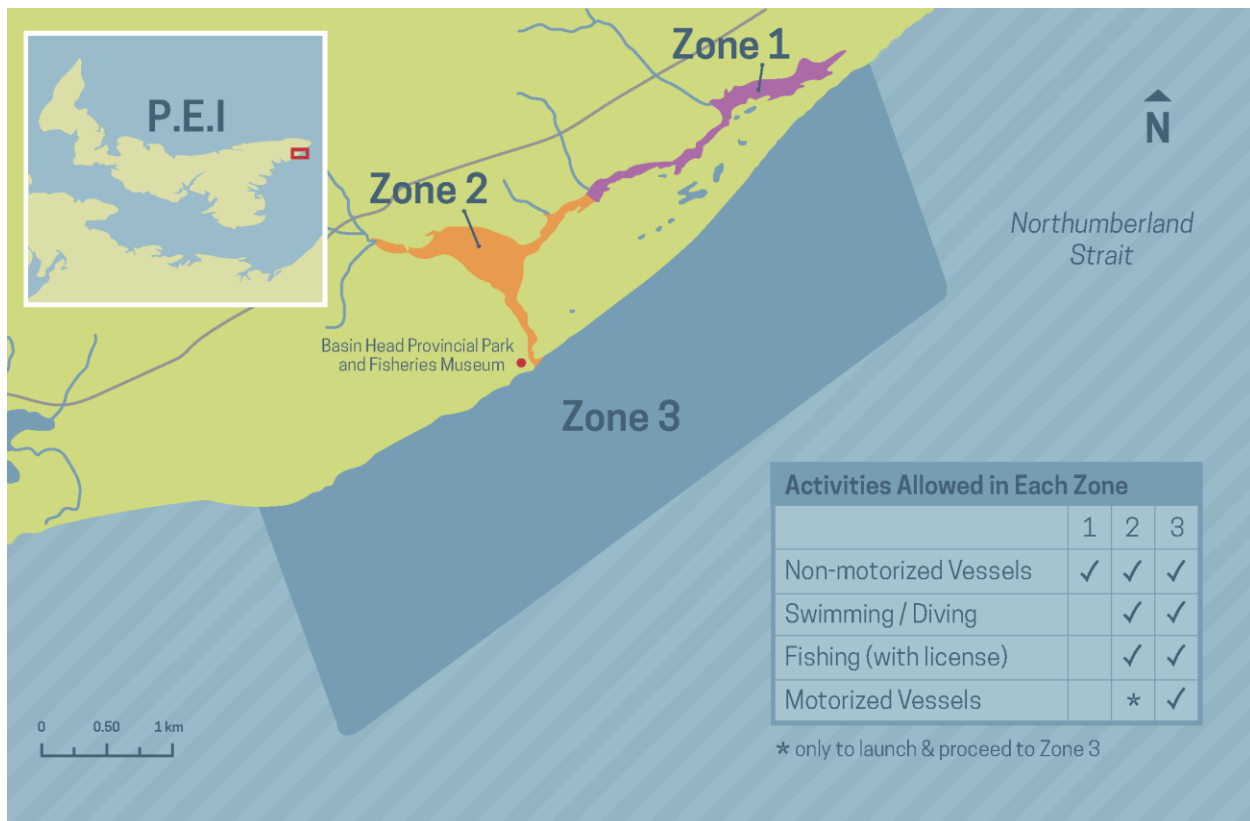 P.E.I
Zone 1
N
Zone 2
Northumberland
Strait
Basin Head Provincial Park
and Fisheries Museum
Zone 3
Activities Allowed in Each Zone
1 2 3
Non-motorized Vessels ✓ ✓ ✓
Swimming / Diving ✓ ✓
Fishing (with license) ✓ ✓
Motorized Vessels * ✓
* only to launch & proceed to Zone 3
0 0.50 1 km